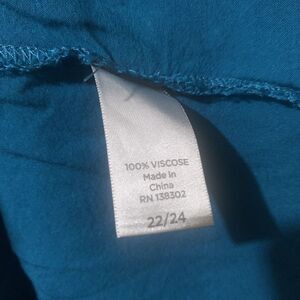 100% VISCOSE
Made In
China
RN 138302
22/24